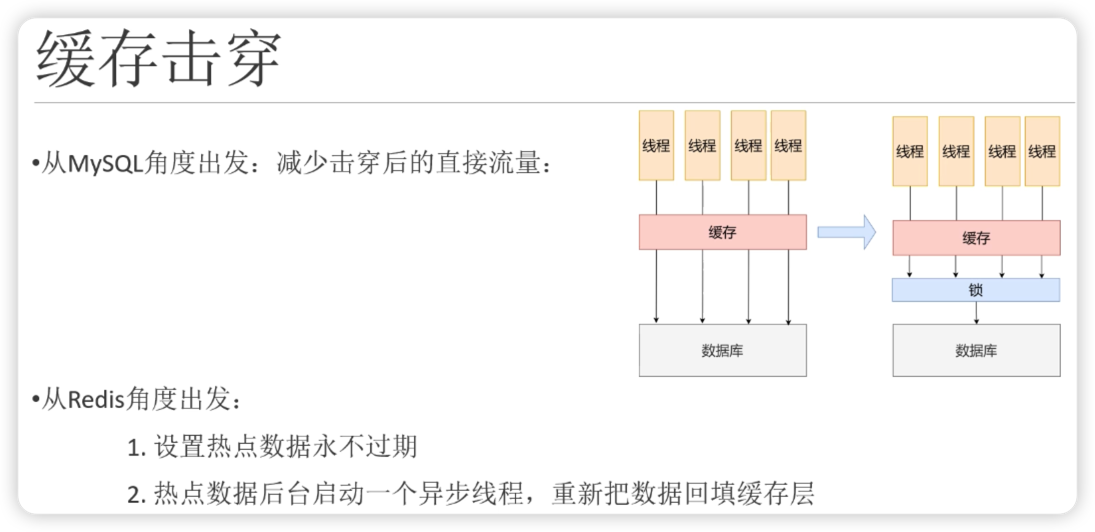 缓存击穿
•从MySQL角度出发：减少击穿后的直接流量：
线程 线程 线程 线程
缓存
数据库
线程 线程 线程 线程
缓存
锁
数据库
•从Redis角度出发：
1. 设置热点数据永不过期
2. 热点数据后台启动一个异步线程，重新把数据回填缓存层